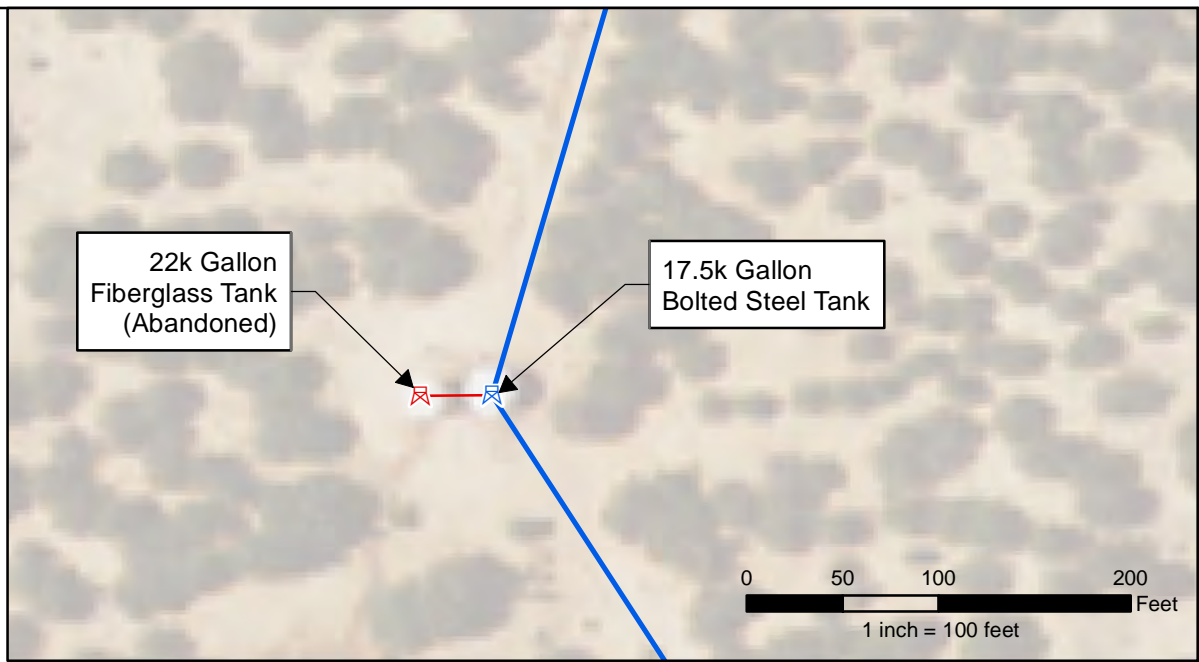 22k Gallon
Fiberglass Tank
(Abandoned)
17.5k Gallon
Bolted Steel Tank
0 50 100 200
Feet
1 inch = 100 feet